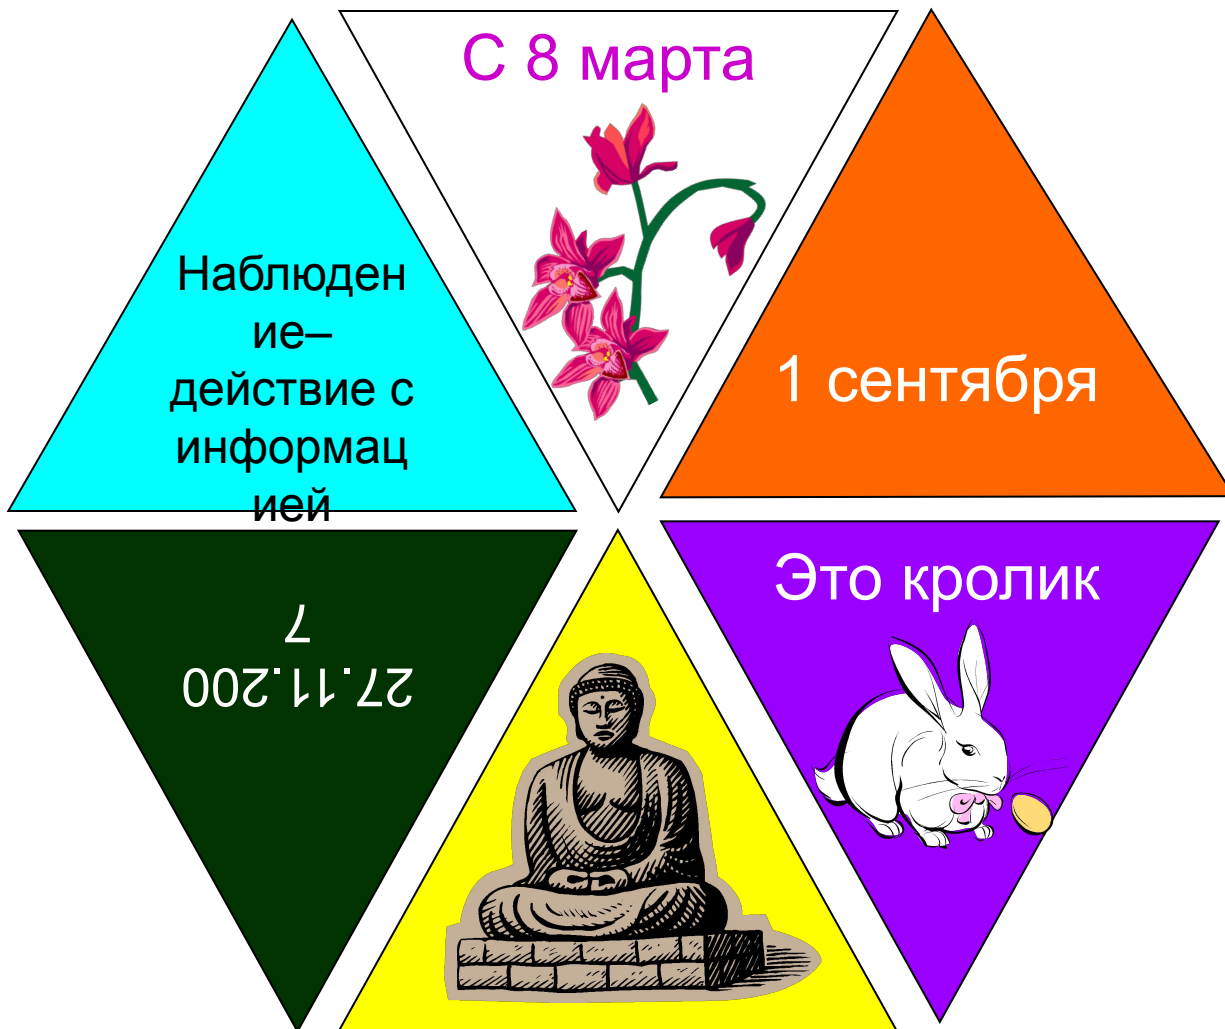 С 8 марта
Наблюден
ие–
действие с
информац
ией
1 сентября
27.11.200
7
Это кролик